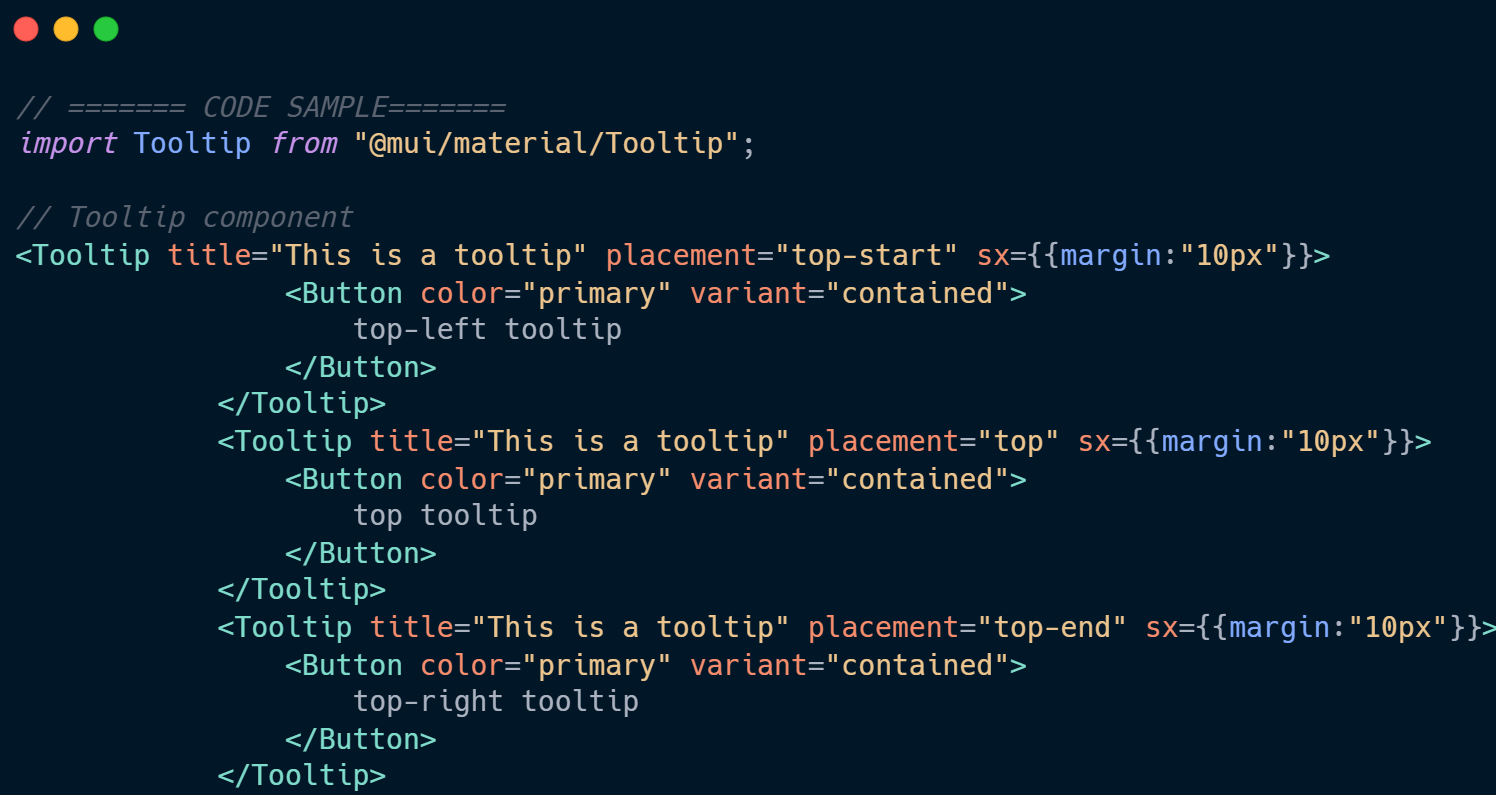 // ======= CODE SAMPLE=======
import Tooltip from "@mui/material/Tooltip";
// Tooltip component
<Tooltip title="This is a tooltip" placement="top-start" sx={{margin:"10px"}}>
<Button color="primary" variant="contained">
top-left tooltip
</Button>
</Tooltip>
<Tooltip title="This is a tooltip" placement="top" sx={{margin:"10px"}}>
<Button color="primary" variant="contained">
top tooltip
</Button>
</Tooltip>
<Tooltip title="This is a tooltip" placement="top-end" sx={{margin:"10px"}}>
<Button color="primary" variant="contained">
top-right tooltip
</Button>
</Tooltip>